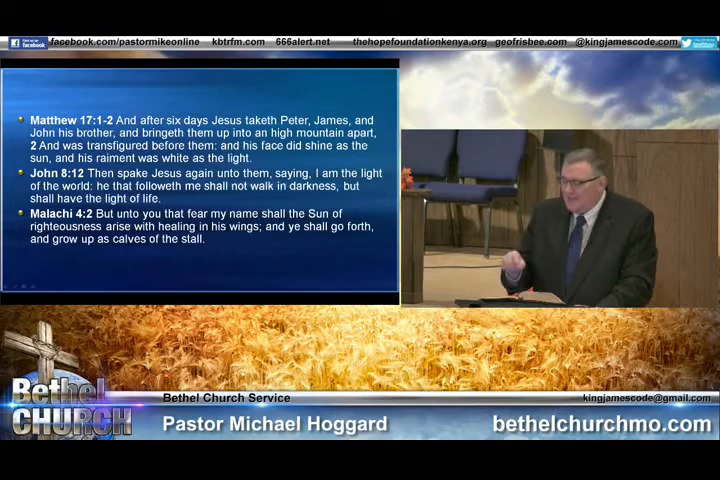 facebook.com/pastormikeonline kbtrfm.com 666alert.net thehopefoundationkenya.org geofrisbee.com @kingjamescode.com
Matthew 17:1-2 And after six days Jesus taketh Peter, James, and
John his brother, and bringeth them up into an high mountain apart,
2 And was transfigured before them: and his face did shine as the
sun, and his raiment was white as the light.
John 8:12 Then spake Jesus again unto them, saying, I am the light
of the world: he that followeth me shall not walk in darkness, but
shall have the light of life.
Malachi 4:2 But unto you that fear my name shall the Sun of
righteousness arise with healing in his wings; and ye shall go forth,
and grow up as calves of the stall.
Bethel
CHURCH
Bethel Church Service
kingjamescode@gmail.com
Pastor Michael Hoggard
bethelchurchmo.com